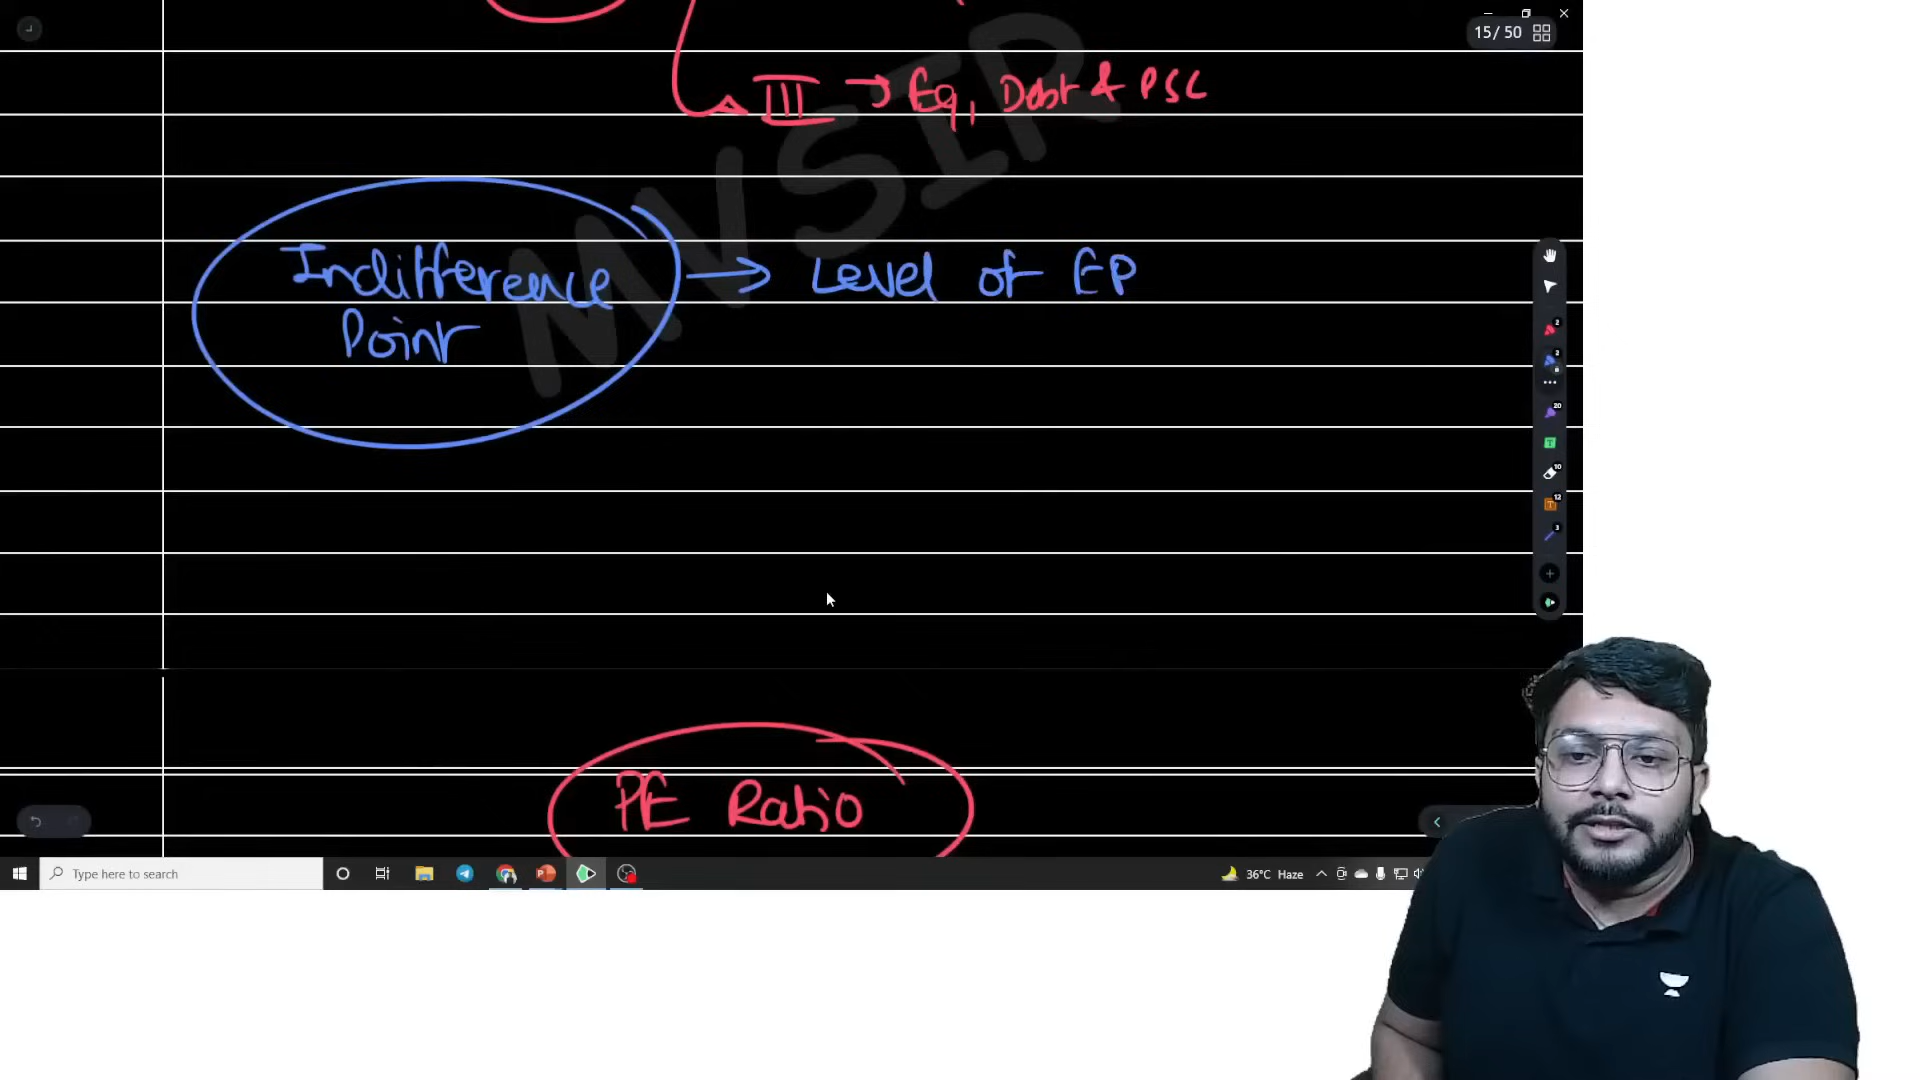 15/ 50
III → Eq, Debt & PSC
MVSIR
Indifference → Level of EP
Point
PE Ratio
Type here to search
36°C Haze